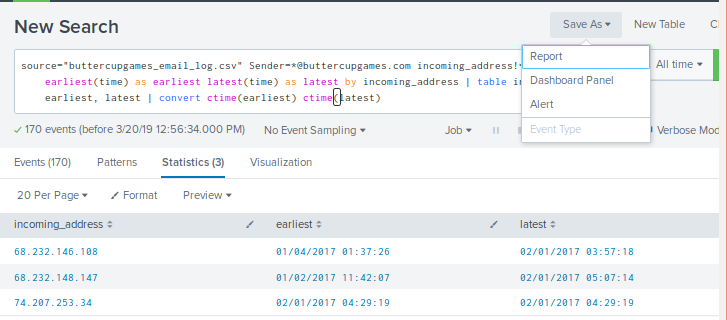 New Search
Save As
New Table
source="buttercupgames_email_log.csv" Sender=*@buttercupgames.com incoming_address!
earliest(time) as earliest latest(time) as latest by incoming_address | table
earliest, latest | convert ctime(earliest) ctime(latest)
All time
Report
Dashboard Panel
Alert
Event Type
170 events (before 3/20/19 12:56:34.000 PM)
No Event Sampling
Job
Verbose Mode
Events (170)
Patterns
Statistics (3)
Visualization
20 Per Page
Format
Preview
incoming_address
earliest
latest
68.232.146.108
01/04/2017 01:37:26
02/01/2017 03:57:18
68.232.148.147
01/02/2017 11:42:07
02/01/2017 05:07:14
74.207.253.34
02/01/2017 04:29:19
02/01/2017 04:29:19